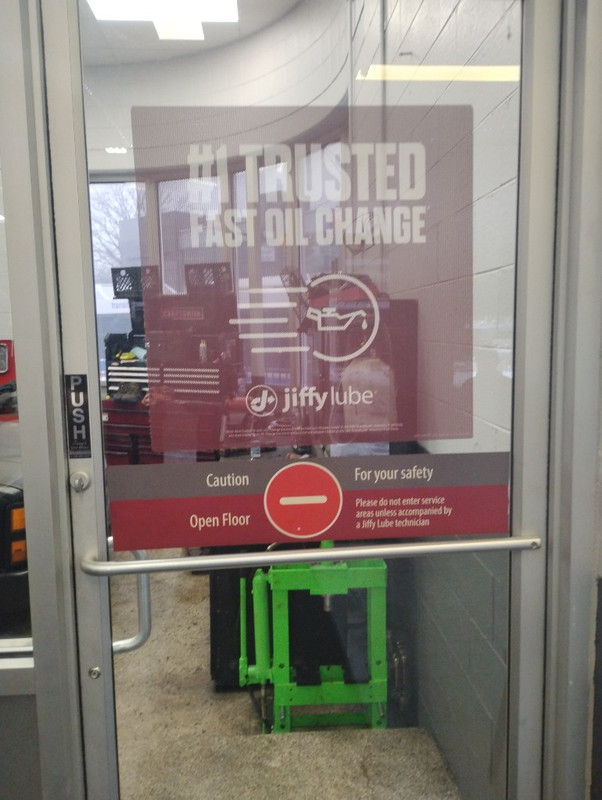 #1 TRUSTED
FAST OIL CHANGE
jiffy lube
PUSH
Caution
For your safety
Open Floor
Please do not enter service
areas unless accompanied by
a Jiffy Lube technician